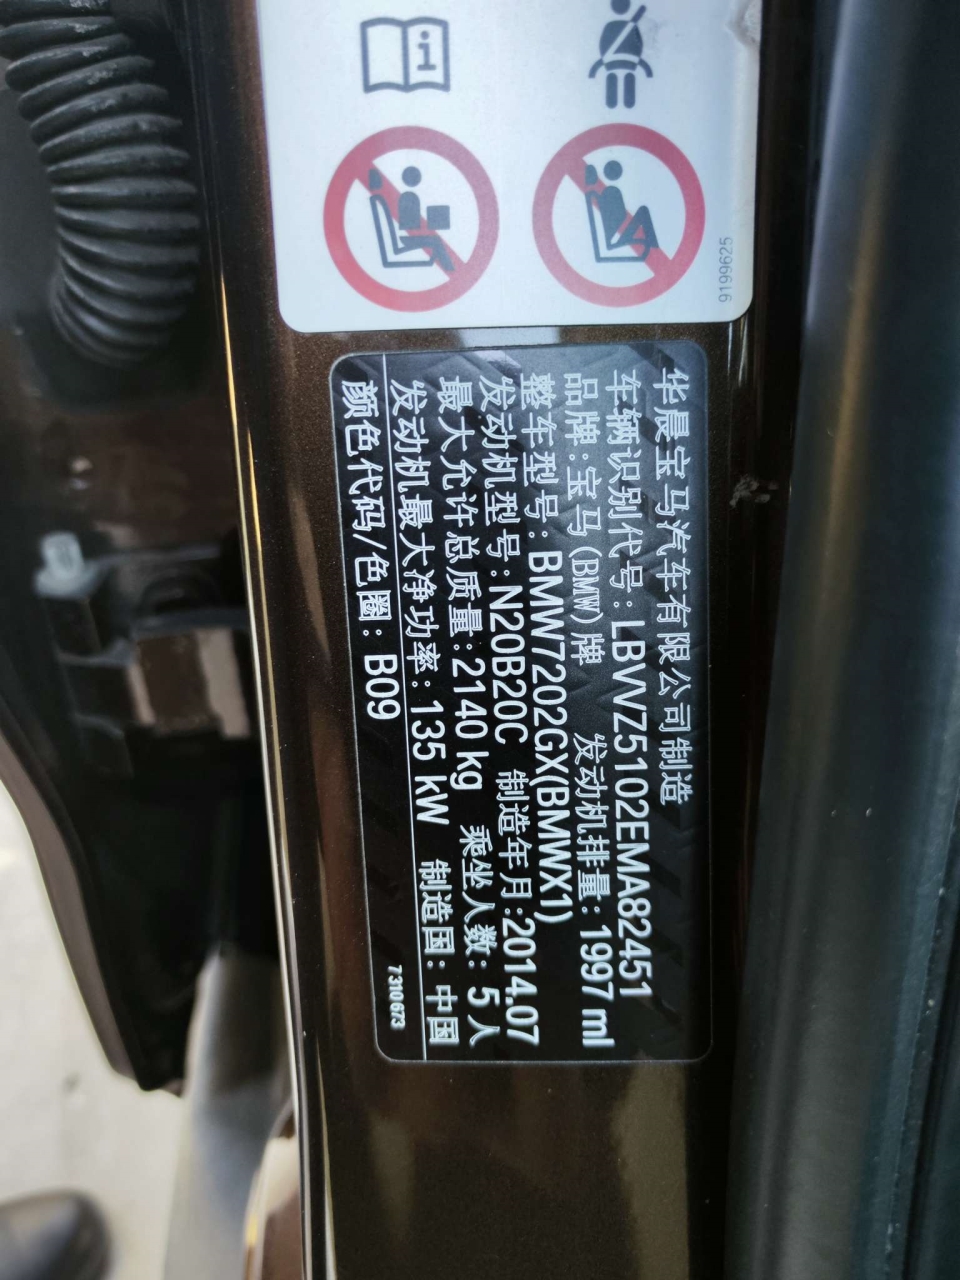 9199625
华晨宝马汽车有限公司制造
车辆识别代号:LBVVZ5102EMA82451
品牌:宝马(BMW)牌 发动机排量:1997 ml
整车型号:BMW7202GX(BMWX1)
发动机型号:N20B20C 制造年月:2014.07
最大允许总质量:2140 kg 乘坐人数:5人
发动机最大净功率:135 kW 制造国:中国
颜色代码/色圈:B09
7310673